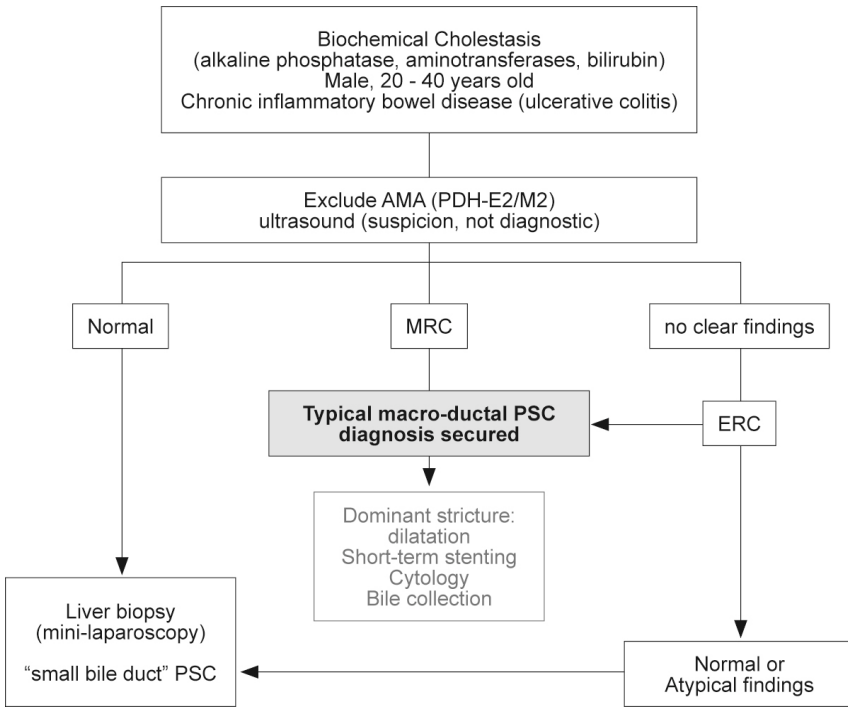 Biochemical Cholestasis
(alkaline phosphatase, aminotransferases, bilirubin)
Male, 20 - 40 years old
Chronic inflammatory bowel disease (ulcerative colitis)
Exclude AMA (PDH-E2/M2)
ultrasound (suspicion, not diagnostic)
Normal
MRC
no clear findings
Typical macro-ductal PSC
diagnosis secured
ERC
Dominant stricture:
dilatation
Short-term stenting
Cytology
Bile collection
Liver biopsy
(mini-laparoscopy)
“small bile duct” PSC
Normal or
Atypical findings